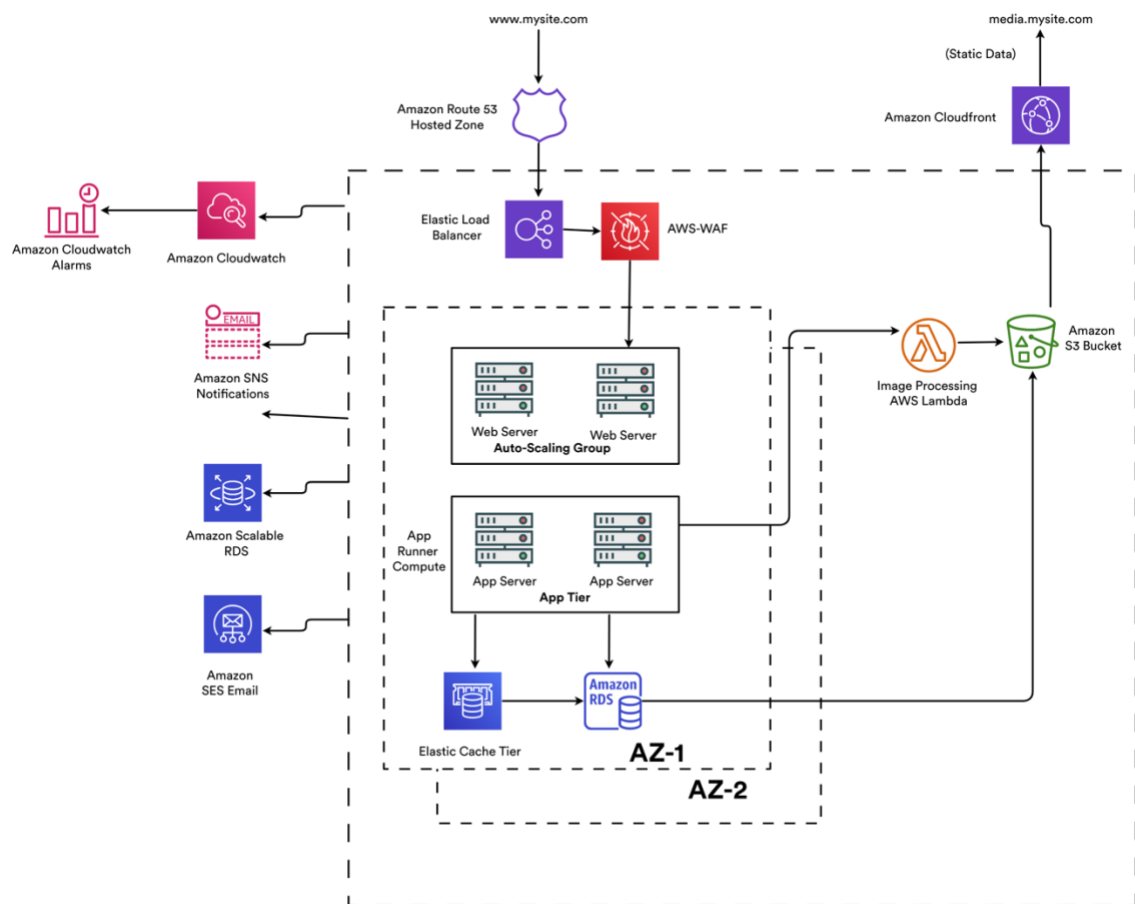 www.mysite.com
media.mysite.com
(Static Data)
Amazon Route 53
Hosted Zone
Amazon Cloudfront
Elastic Load
Balancer
AWS-WAF
Amazon Cloudwatch
Alarms
Amazon Cloudwatch
EMAIL
Amazon SNS
Notifications
Amazon
S3 Bucket
Image Processing
AWS Lambda
Web Server
Web Server
Auto-Scaling Group
Amazon Scalable
RDS
App
Runner
Compute
App Server
App Server
App Tier
Amazon
SES Email
Amazon
RDS
Elastic Cache Tier
AZ-1
AZ-2